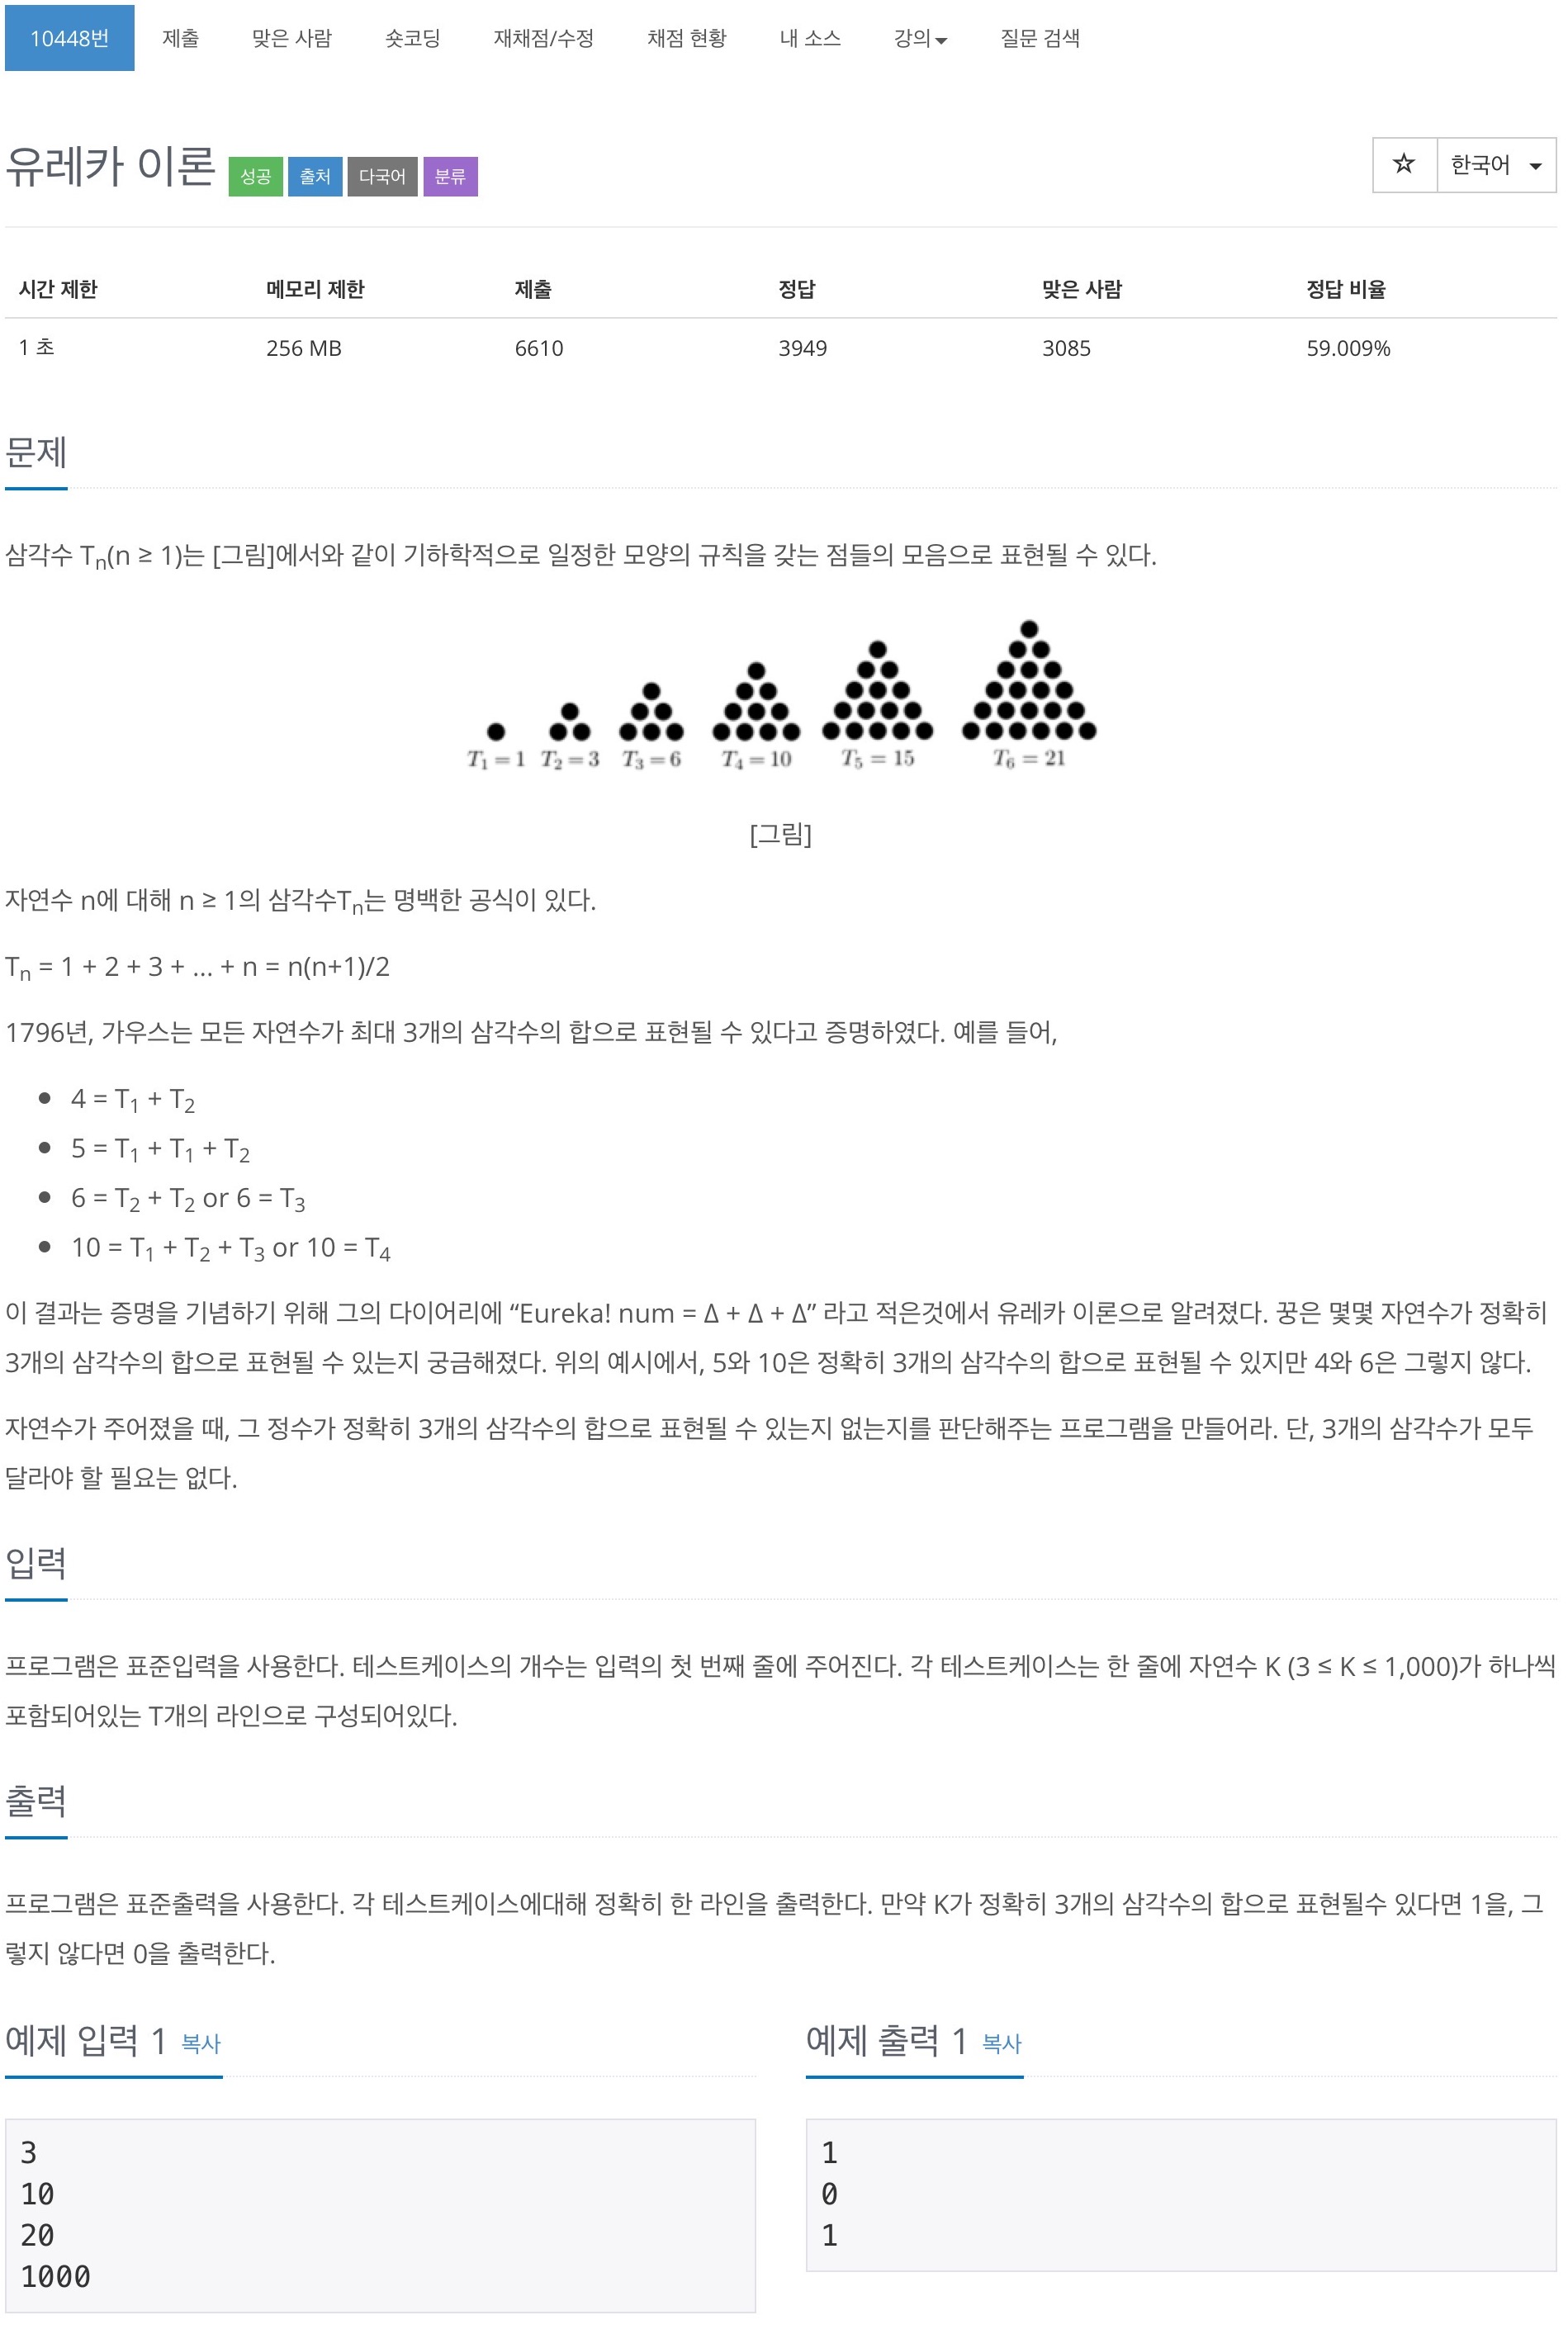 10448번 제출 맞은 사람 숏코딩 재채점/수정 채점 현황 내 소스 강의 질문 검색
유레카 이론 성공 출처 다국어 분류 한국어
시간 제한 메모리 제한 제출 정답 맞은 사람 정답 비율
1 초 256 MB 6610 3949 3085 59.009%
문제
삼각수 Tn(n ≥ 1)는 [그림]에서와 같이 기하학적으로 일정한 모양의 규칙을 갖는 점들의 모음으로 표현될 수 있다.
T1 = 1 T2 = 3 T3 = 6 T4 = 10 T5 = 15 T6 = 21
[그림]
자연수 n에 대해 n ≥ 1의 삼각수Tn는 명백한 공식이 있다.
Tn = 1 + 2 + 3 + ... + n = n(n+1)/2
1796년, 가우스는 모든 자연수가 최대 3개의 삼각수의 합으로 표현될 수 있다고 증명하였다. 예를 들어,
• 4 = T1 + T2
• 5 = T1 + T1 + T2
• 6 = T2 + T2 or 6 = T3
• 10 = T1 + T2 + T3 or 10 = T4
이 결과는 증명을 기념하기 위해 그의 다이어리에 “Eureka! num = Δ + Δ + Δ” 라고 적은것에서 유레카 이론으로 알려졌다. 꿍은 몇몇 자연수가 정확히
3개의 삼각수의 합으로 표현될 수 있는지 궁금해졌다. 위의 예시에서, 5와 10은 정확히 3개의 삼각수의 합으로 표현될 수 있지만 4와 6은 그렇지 않다.
자연수가 주어졌을 때, 그 정수가 정확히 3개의 삼각수의 합으로 표현될 수 있는지 없는지를 판단해주는 프로그램을 만들어라. 단, 3개의 삼각수가 모두
달라야 할 필요는 없다.
입력
프로그램은 표준입력을 사용한다. 테스트케이스의 개수는 입력의 첫 번째 줄에 주어진다. 각 테스트케이스는 한 줄에 자연수 K (3 ≤ K ≤ 1,000)가 하나씩
포함되어있는 T개의 라인으로 구성되어있다.
출력
프로그램은 표준출력을 사용한다. 각 테스트케이스에대해 정확히 한 라인을 출력한다. 만약 K가 정확히 3개의 삼각수의 합으로 표현될수 있다면 1을, 그
렇지 않다면 0을 출력한다.
예제 입력 1 복사
3
10
20
1000
예제 출력 1 복사
1
0
1